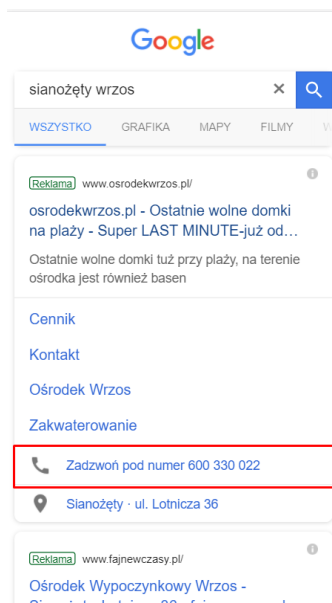 Google
sianożęty wrzos
WSZYSTKO GRAFIKA MAPY FILMY
Reklama www.osrodekwrzos.pl/
osrodekwrzos.pl - Ostatnie wolne domki
na plaży - Super LAST MINUTE-już od…
Ostatnie wolne domki tuż przy plaży, na terenie
ośrodka jest również basen
Cennik
Kontakt
Ośrodek Wrzos
Zakwaterowanie
Zadzwoń pod numer 600 330 022
Sianożęty · ul. Lotnicza 36
Reklama www.fajnewczasy.pl/
Ośrodek Wypoczynkowy Wrzos -